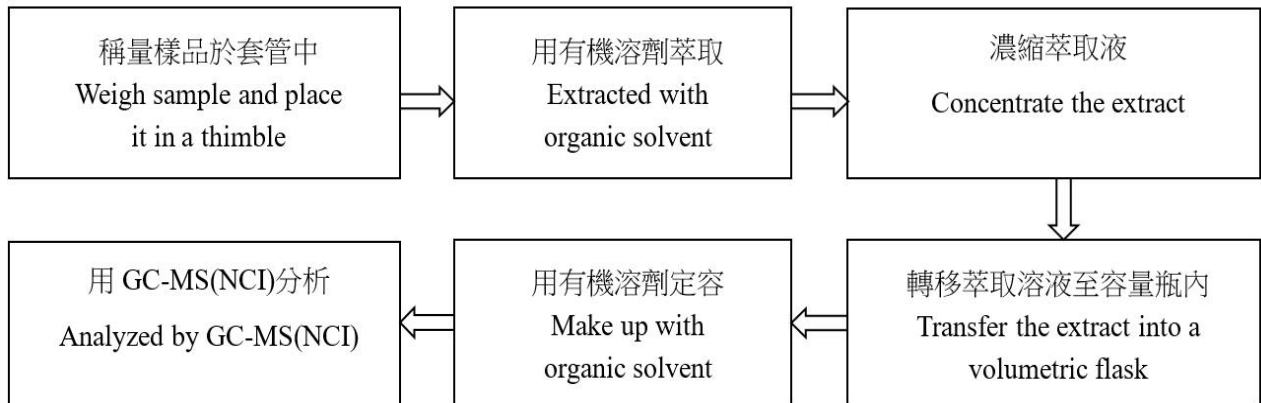 稱量樣品於套管中
Weigh sample and place
it in a thimble
用有機溶劑萃取
Extracted with
organic solvent
濃縮萃取液
Concentrate the extract
轉移萃取溶液至容量瓶內
Transfer the extract into a
volumetric flask
用有機溶劑定容
Make up with
organic solvent
用 GC-MS(NCI)分析
Analyzed by GC-MS(NCI)